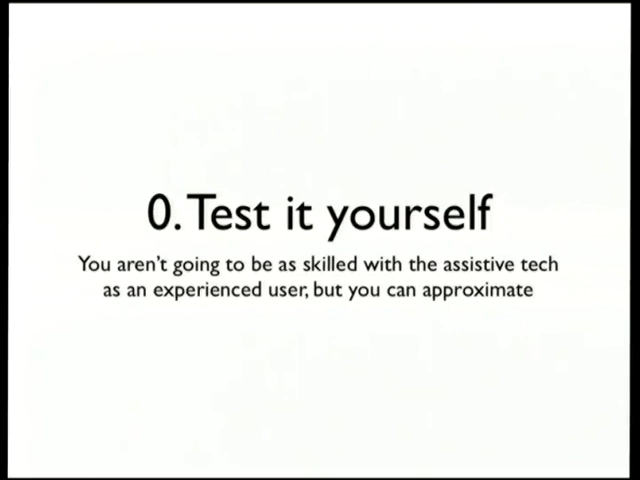 0. Test it yourself
You aren't going to be as skilled with the assistive tech
as an experienced user, but you can approximate